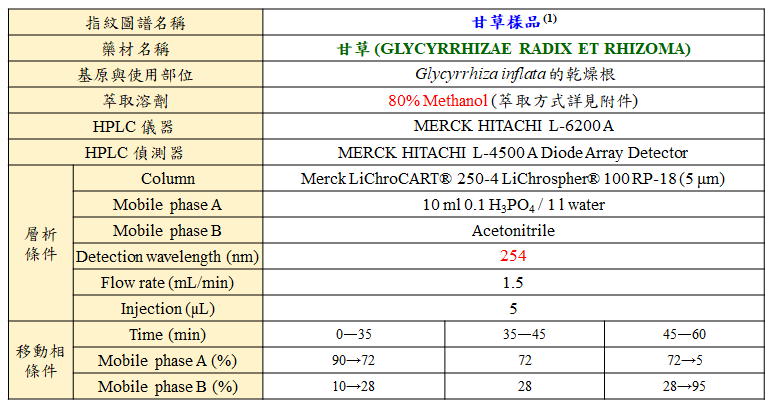 指紋圖譜名稱 甘草樣品(1)
藥材名稱 甘草 (GLYCYRRHIZAE RADIX ET RHIZOMA)
基原與使用部位 Glycyrrhiza inflata 的乾燥根
萃取溶劑 80% Methanol (萃取方式詳見附件)
HPLC 儀器 MERCK HITACHI L-6200 A
HPLC 偵測器 MERCK HITACHI L-4500 A Diode Array Detector
層析條件
Column Merck LiChroCART® 250-4 LiChrospher® 100 RP-18 (5 μm)
Mobile phase A 10 ml 0.1 H₃PO₄ / 1 l water
Mobile phase B Acetonitrile
Detection wavelength (nm) 254
Flow rate (mL/min) 1.5
Injection (μL) 5
移動相條件
Time (min) 0—35 35—45 45—60
Mobile phase A (%) 90→72 72 72→5
Mobile phase B (%) 10→28 28 28→95